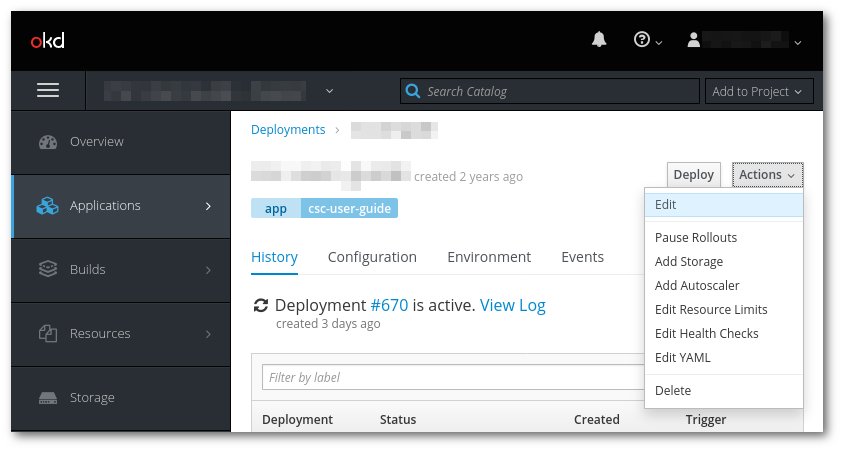 okd
Search Catalog
Add to Project
Overview
Applications
Builds
Resources
Storage
Deployments
created 2 years ago
Deploy
Actions
app csc-user-guide
Edit
Pause Rollouts
Add Storage
Add Autoscaler
Edit Resource Limits
Edit Health Checks
Edit YAML
Delete
History Configuration Environment Events
Deployment #670 is active. View Log
created 3 days ago
Filter by label
Deployment Status Created Trigger